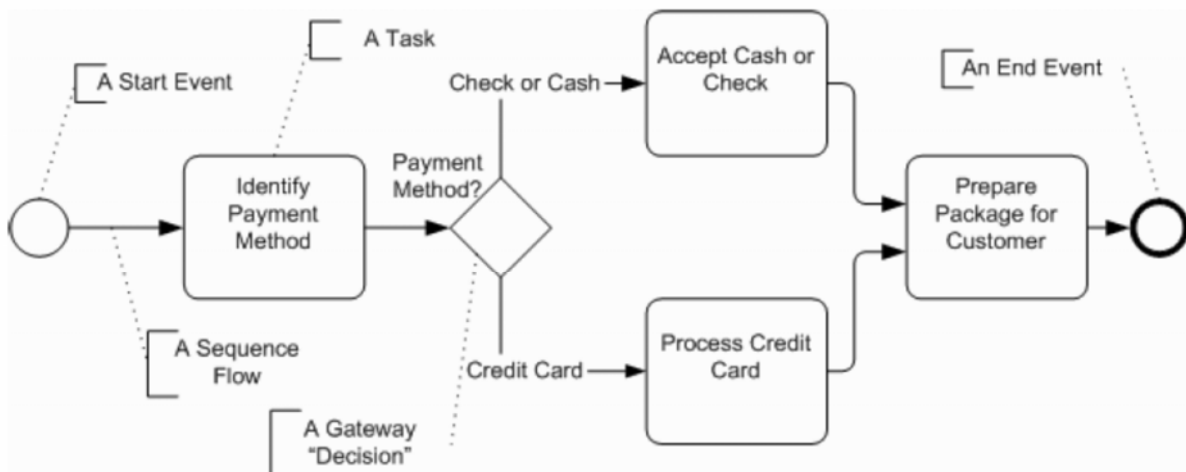 A Task
Accept Cash or
Check
An End Event
A Start Event
Check or Cash
Payment
Method?
Identify
Payment
Method
Prepare
Package for
Customer
A Sequence
Flow
Process Credit
Card
Credit Card
A Gateway
“Decision”